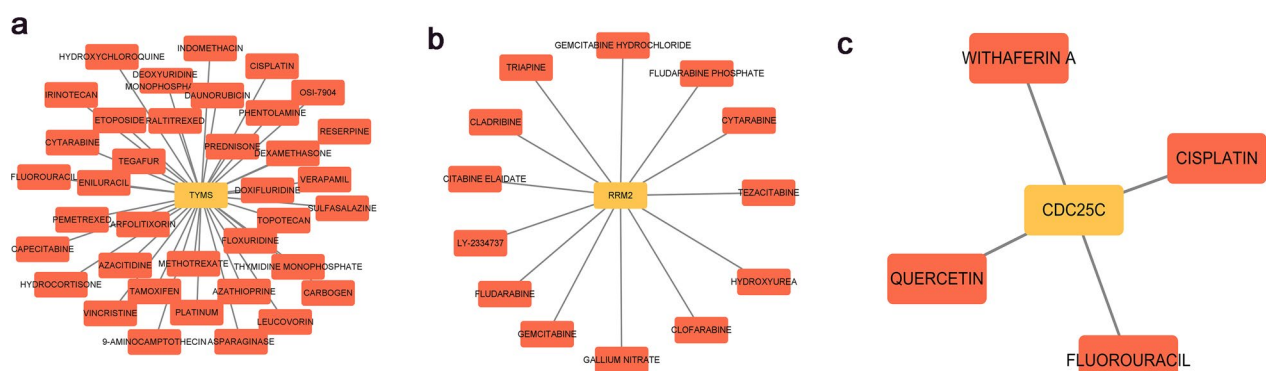 a
HYDROXYCHLOROQUINE
INDOMETHACIN
CISPLATIN
DEOXYURIDINE
MONOPHOSPHA
DAUNORUBICIN
OSI-7904
IRINOTECAN
ETOPOSIDE
RALTITREXED
PHENTOLAMINE
RESERPINE
CYTARABINE
PREDNISONE
DEXAMETHASONE
TEGAFUR
FLUOROURACIL
ENILURACIL
TYMS
DOXIFLURIDINE
VERAPAMIL
SULFASALAZINE
PEMETREXED
ARFOLITIXORIN
TOPOTECAN
CAPECITABINE
FLOXURIDINE
AZACITIDINE
METHOTREXATE
THYMIDINE MONOPHOSPHATE
HYDROCORTISONE
TAMOXIFEN
AZATHIOPRINE
CARBOGEN
VINCRISTINE
PLATINUM
LEUCOVORIN
9-AMINOCAMPTOTHECIN
ASPARAGINASE
b
GEMCITABINE HYDROCHLORIDE
TRIAPINE
FLUDARABINE PHOSPHATE
CLADRIBINE
CYTARABINE
CITABINE ELAIDATE
RRM2
TEZACITABINE
LY-2334737
FLUDARABINE
HYDROXYUREA
GEMCITABINE
CLOFARABINE
GALLIUM NITRATE
c
WITHAFERIN A
CISPLATIN
CDC25C
QUERCETIN
FLUOROURACIL